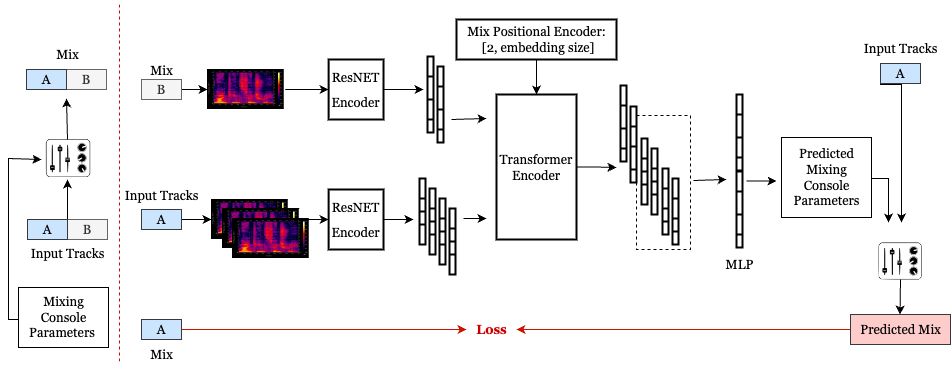 Mix
A B
A B
Input Tracks
Mixing
Console
Parameters
Mix
B
ResNET
Encoder
Mix Positional Encoder:
[2, embedding size]
Input Tracks
A
ResNET
Encoder
Transformer
Encoder
MLP
Predicted
Mixing
Console
Parameters
Input Tracks
A
A
Mix
Loss
Predicted Mix